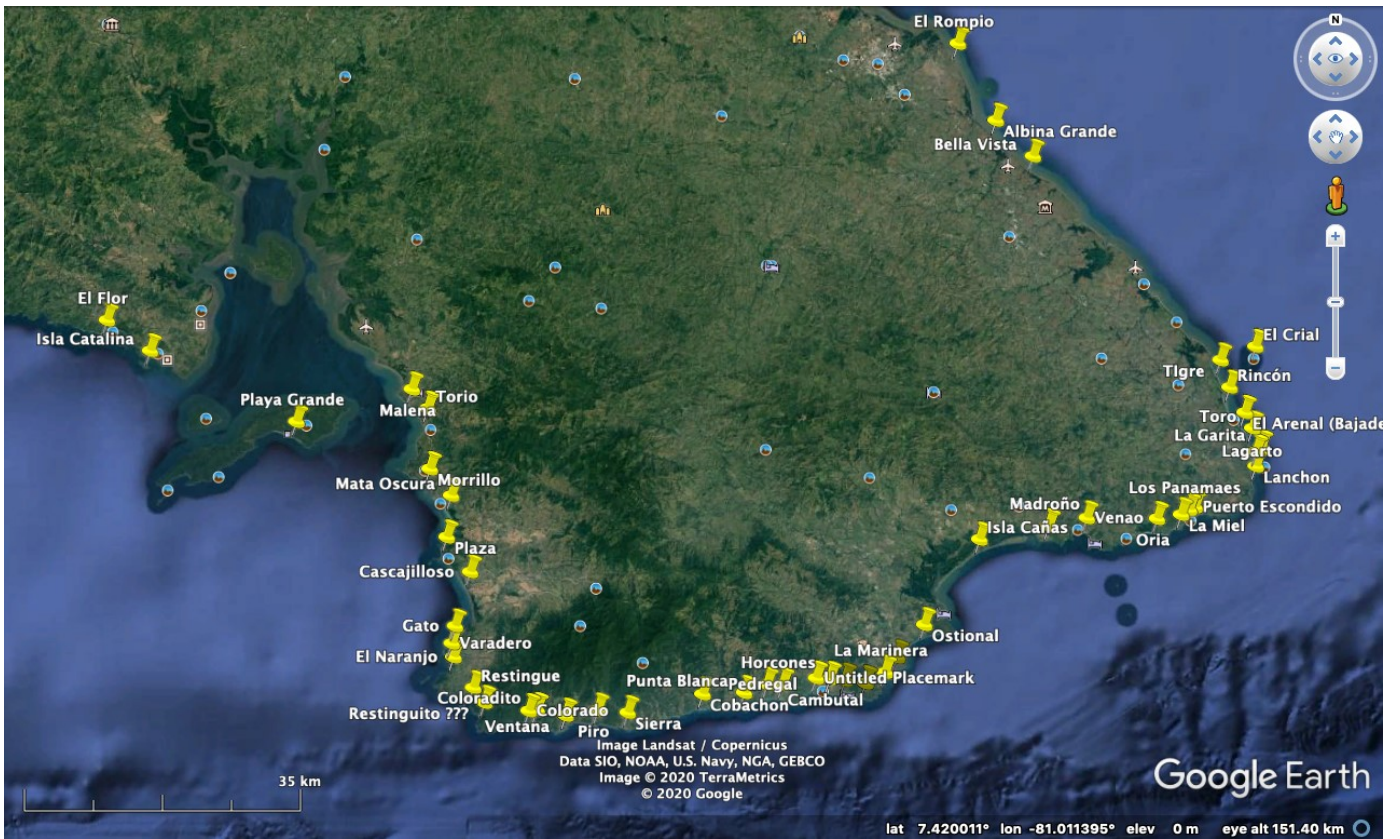 El Rompio
N
Albina Grande
Bella Vista
El Flor
Isla Catalina
El Crial
TIgre
Rincón
Playa Grande
Torio
Malena
Toro
El Arenal (Bajade
La Garita
Lagarto
Lanchon
Mata Oscura
Morrillo
Los Panamaes
Madroño
Puerto Escondido
Venao
Isla Cañas
La Miel
Oria
Plaza
Cascajilloso
Gato
Varadero
El Naranjo
Ostional
La Marinera
Horcones
Restingue
Punta Blanca
Pedregal
Untitled Placemark
Coloradito
Cambutal
Cobachon
Restinguito ???
Colorado
Ventana
Sierra
Piro
Image Landsat / Copernicus
Data SIO, NOAA, U.S. Navy, NGA, GEBCO
Image © 2020 TerraMetrics
© 2020 Google
35 km
Google Earth
lat 7.420011° lon -81.011395° elev 0 m eye alt 151.40 km